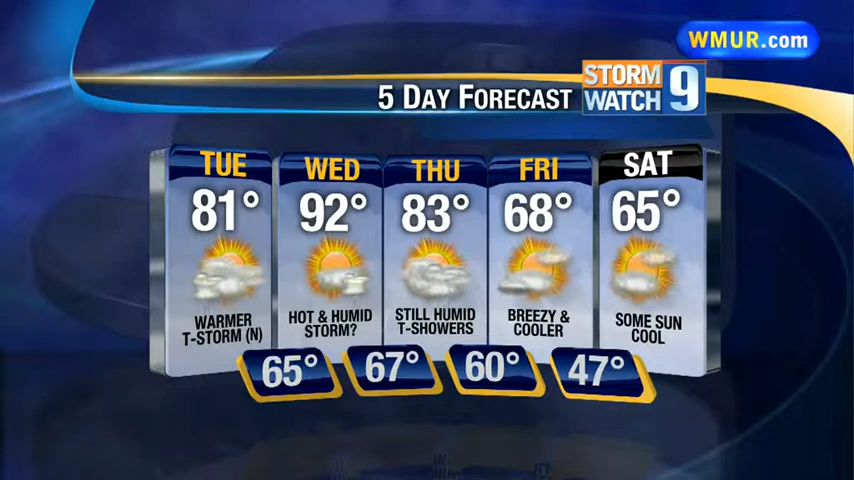 WMUR.com
5 DAY FORECAST
STORM
WATCH 9
TUE WED THU FRI SAT
81° 92° 83° 68° 65°
WARMER
T-STORM (N)
HOT & HUMID
STORM?
STILL HUMID
T-SHOWERS
BREEZY &
COOLER
SOME SUN
COOL
65° 67° 60° 47°